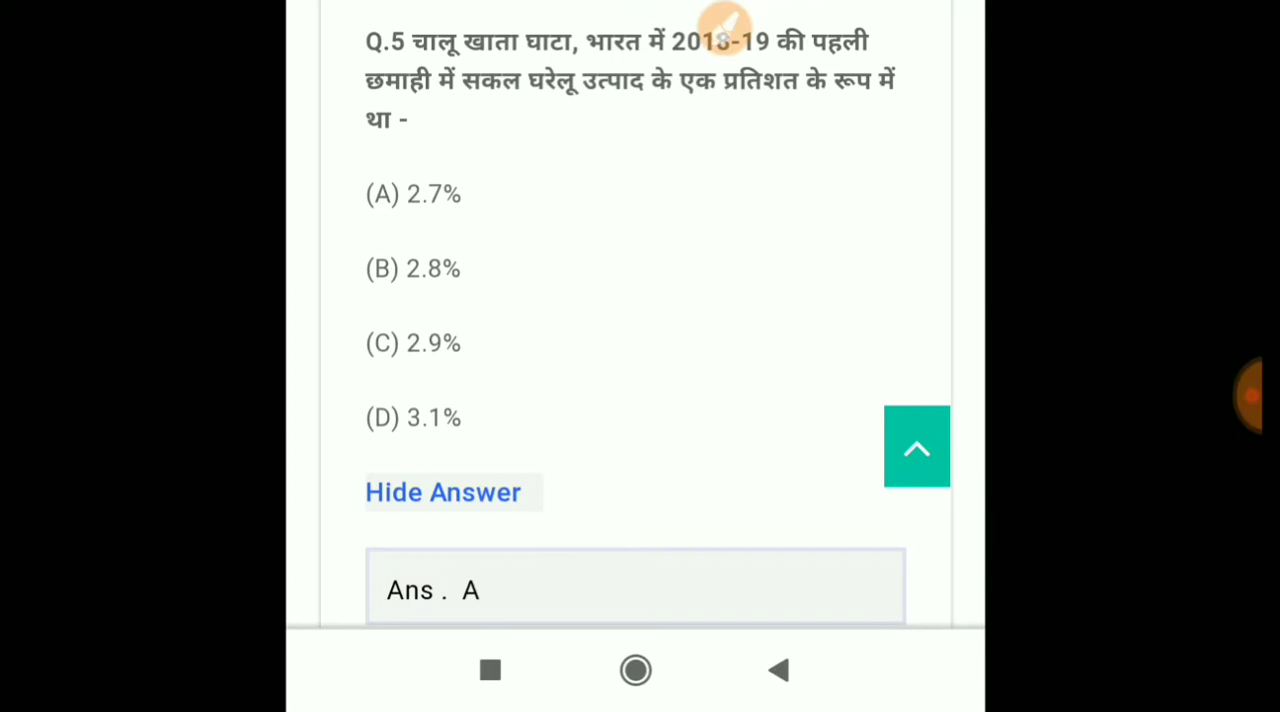 Q.5 चालू खाता घाटा, भारत में 2018-19 की पहली
छमाही में सकल घरेलू उत्पाद के एक प्रतिशत के रूप में
था -
(A) 2.7%
(B) 2.8%
(C) 2.9%
(D) 3.1%
Hide Answer
Ans . A